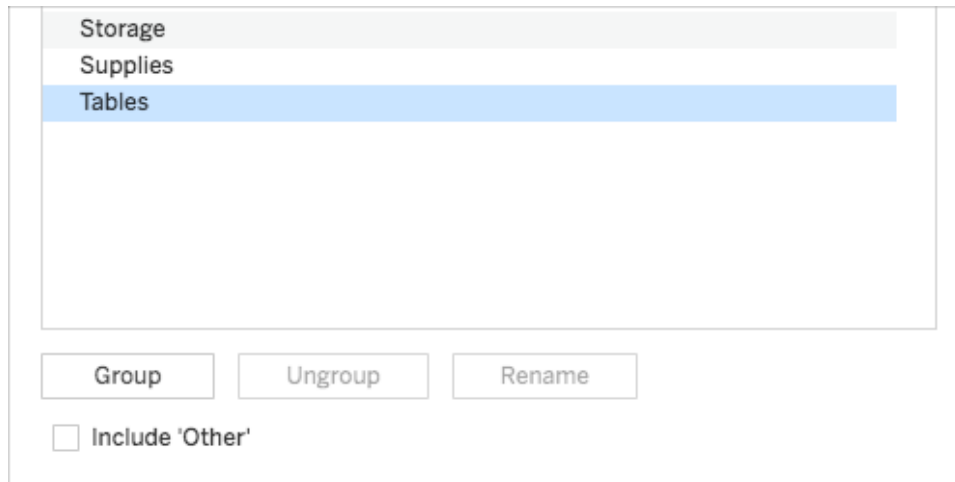 Storage
Supplies
Tables
Group Ungroup Rename
Include 'Other'